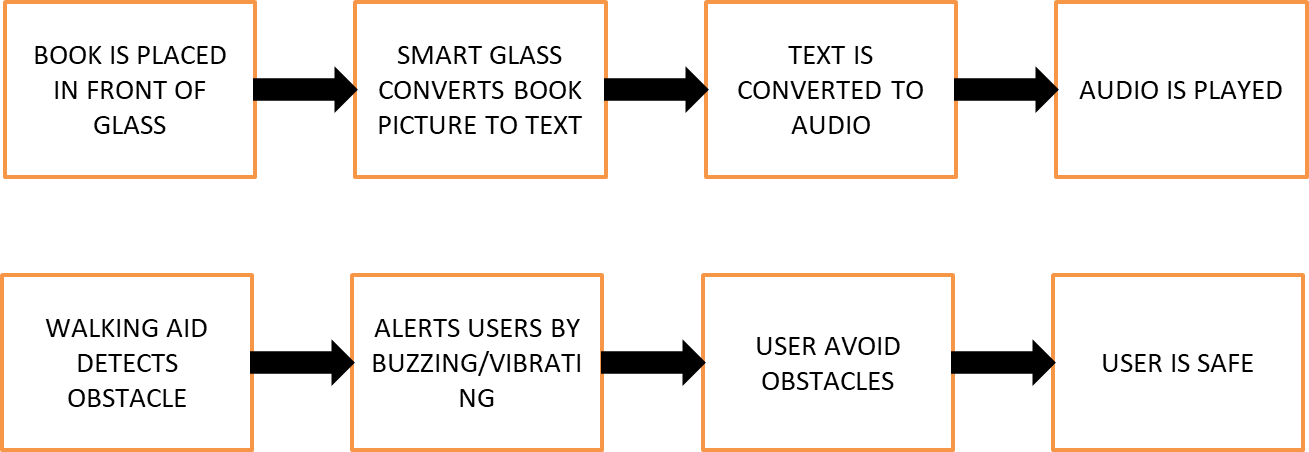 BOOK IS PLACED
IN FRONT OF
GLASS
SMART GLASS
CONVERTS BOOK
PICTURE TO TEXT
TEXT IS
CONVERTED TO
AUDIO
AUDIO IS PLAYED
WALKING AID
DETECTS
OBSTACLE
ALERTS USERS BY
BUZZING/VIBRATI
NG
USER AVOID
OBSTACLES
USER IS SAFE